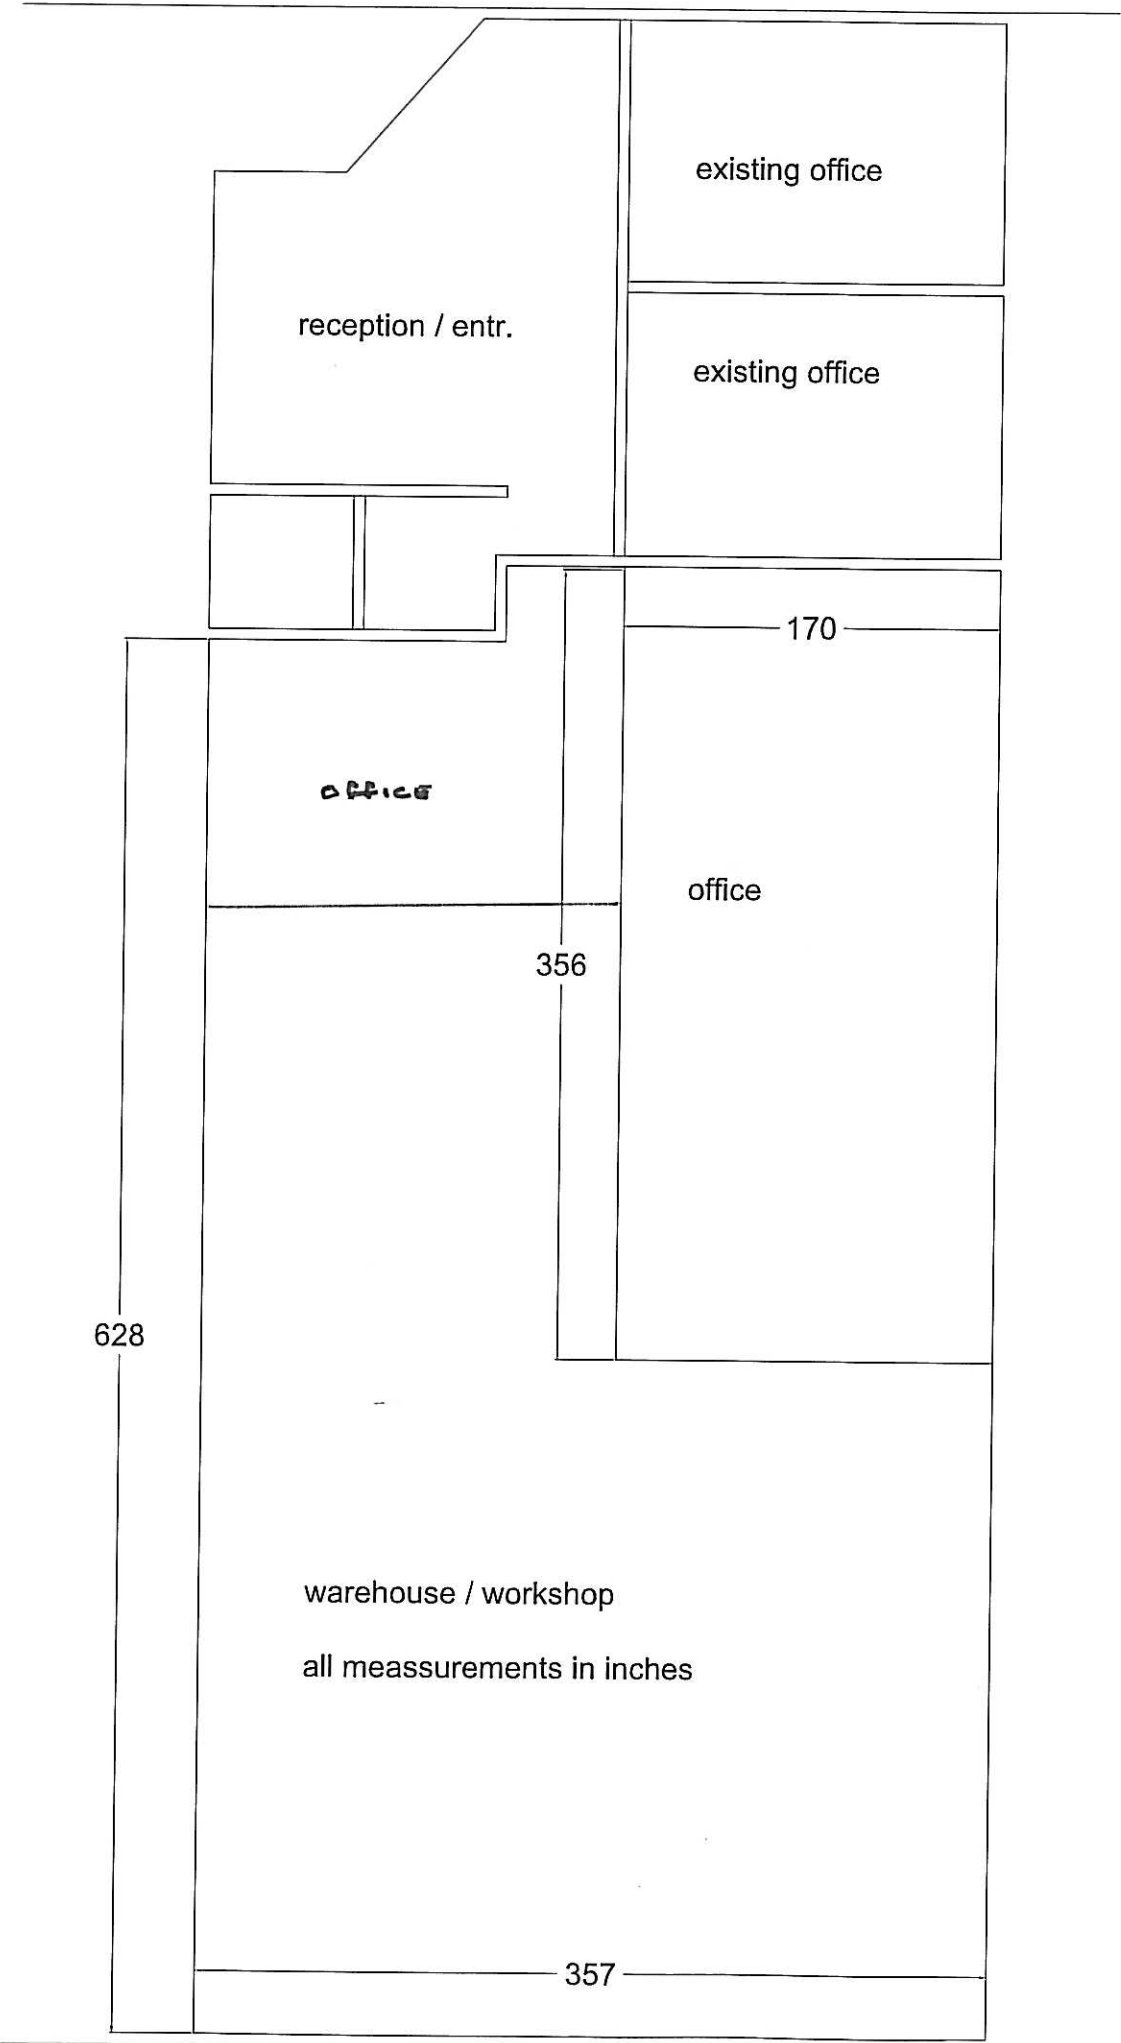 existing office
reception / entr.
existing office
170
OFFICE
office
356
628
warehouse / workshop
all meassurements in inches
357